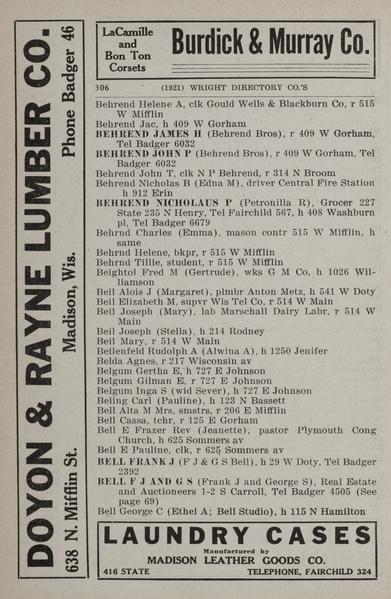 DOYON & RAYNE LUMBER CO.
638 N. Mifflin St. Madison, Wis. Phone Badger 46
LaCamille
and
Bon Ton
Corsets
Burdick & Murray Co.
306 (1921) WRIGHT DIRECTORY CO.'S
Behrend Helene A, clk Gould Wells & Blackburn Co, r 515
W Mifflin
Behrend Jac, h 409 W Gorham
BEHREND JAMES H (Behrend Bros), r 409 W Gorham,
Tel Badger 6032
BEHREND JOHN P (Behrend Bros), r 409 W Gorham, Tel
Badger 6032
Behrend John T, clk N P Behrend, r 314 N Broom
Behrend Nicholas B (Edna M), driver Central Fire Station
h 912 Erin
BEHREND NICHOLAUS P (Petronilla R), Grocer 227
State 235 N Henry, Tel Fairchild 567, h 408 Washburn
pl, Tel Badger 6679
Behrnd Charles (Emma), mason contr 515 W Mifflin, h
same
Behrnd Helene, bkpr, r 515 W Mifflin
Behrnd Tillie, student, r 515 W Mifflin
Beightol Fred M (Gertrude), wks G M Co, h 1026 Wil-
liamson
Beil Alois J (Margaret), plmbr Anton Metz, h 541 W Doty
Beil Elizabeth M, supvr Wis Tel Co, r 514 W Main
Beil Joseph (Mary), lab Marschall Dairy Labr, r 514 W
Main
Beil Joseph (Stella), h 214 Rodney
Beil Mary, r 514 W Main
Beilenfeld Rudolph A (Alwina A), h 1250 Jenifer
Belda Agnes, r 217 Wisconsin av
Belgum Gertha E, h 727 E Johnson
Belgum Gilman E, r 727 E Johnson
Belgum Inga S (wid Sever), h 727 E Johnson
Beling Carl (Pauline), h 123 N Bassett
Bell Alta M Mrs, smstrs, r 206 E Mifflin
Bell Cassa, tchr, r 125 E Gorham
Bell E Frazer Rev (Jeanette), pastor Plymouth Cong
Church, h 625 Sommers av
Bell E Pauline, clk, r 625 Sommers av
BELL FRANK J (F J & G S Bell), h 29 W Doty, Tel Badger
2392
BELL F J AND G S (Frank J and George S), Real Estate
and Auctioneers 1-2 S Carroll, Tel Badger 4505 (See
page 69)
Bell George C (Ethel A; Bell Studio), h 115 N Hamilton
LAUNDRY CASES
Manufactured by
MADISON LEATHER GOODS CO.
416 STATE TELEPHONE, FAIRCHILD 324